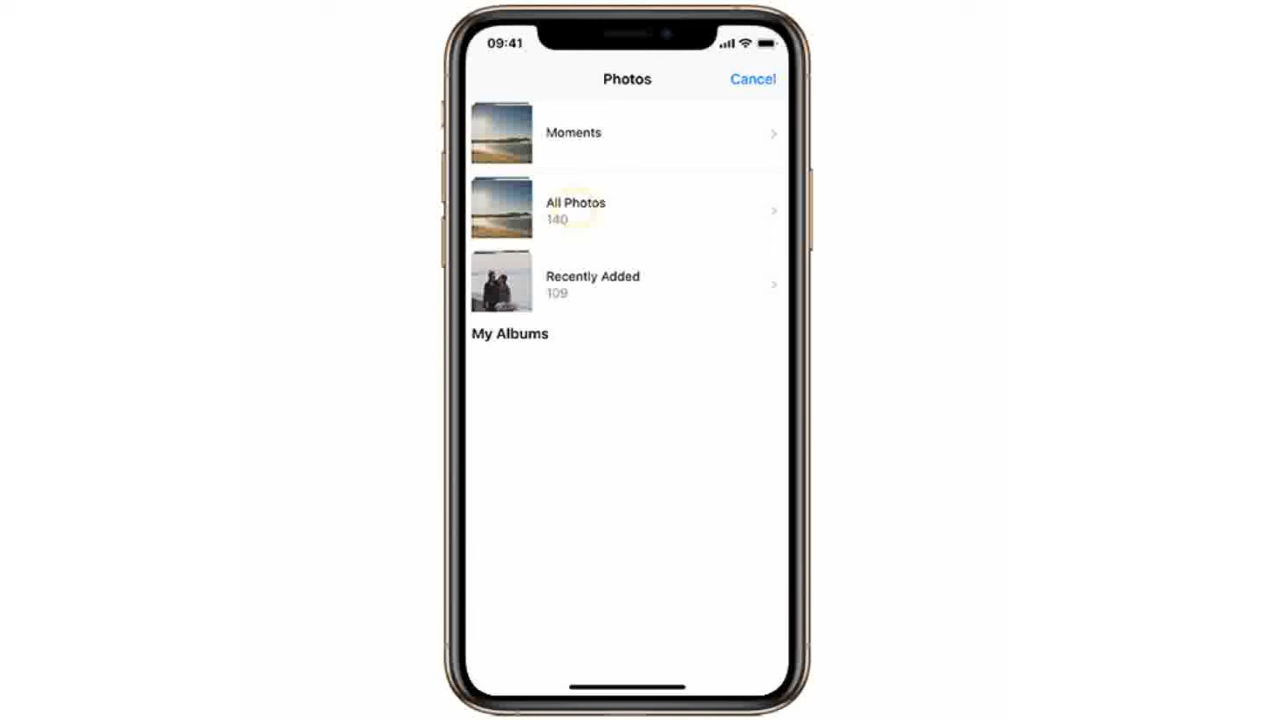 09:41
Photos
Cancel
Moments
All Photos
140
Recently Added
109
My Albums